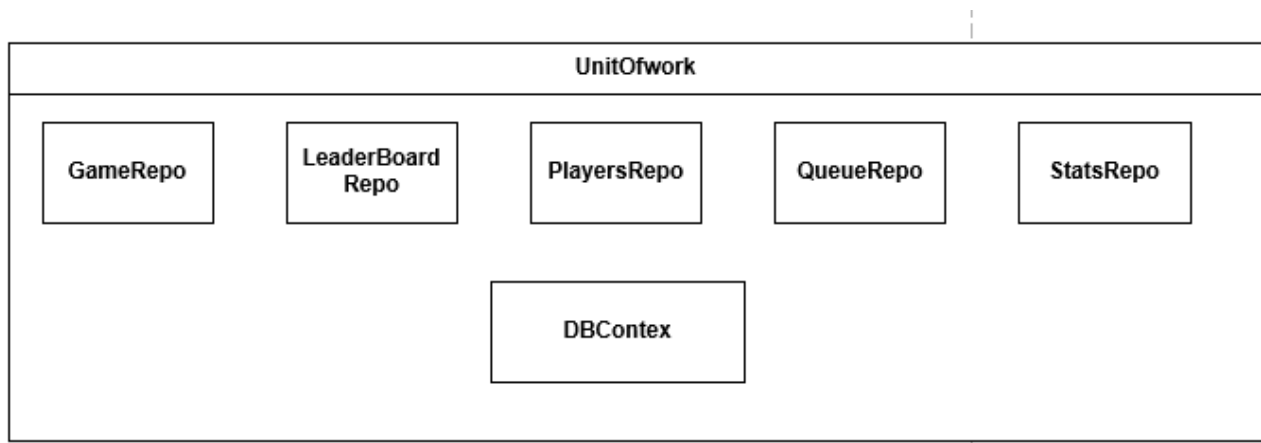 UnitOfwork
GameRepo
LeaderBoard
Repo
PlayersRepo
QueueRepo
StatsRepo
DBContex